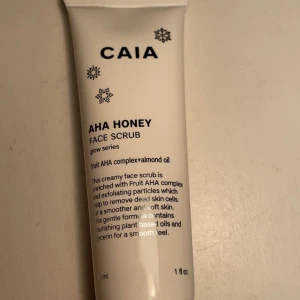 CAIA
AHA HONEY
FACE SCRUB
glow series
Fruit AHA complex+almond oil
This creamy face scrub is
enriched with Fruit AHA complex
and exfoliating particles which
help to remove dead skin cells
for a smoother and soft skin.
This gentle formula contains
nourishing plant based oils and
glycerin for a smooth feel.
ml 1 fl oz